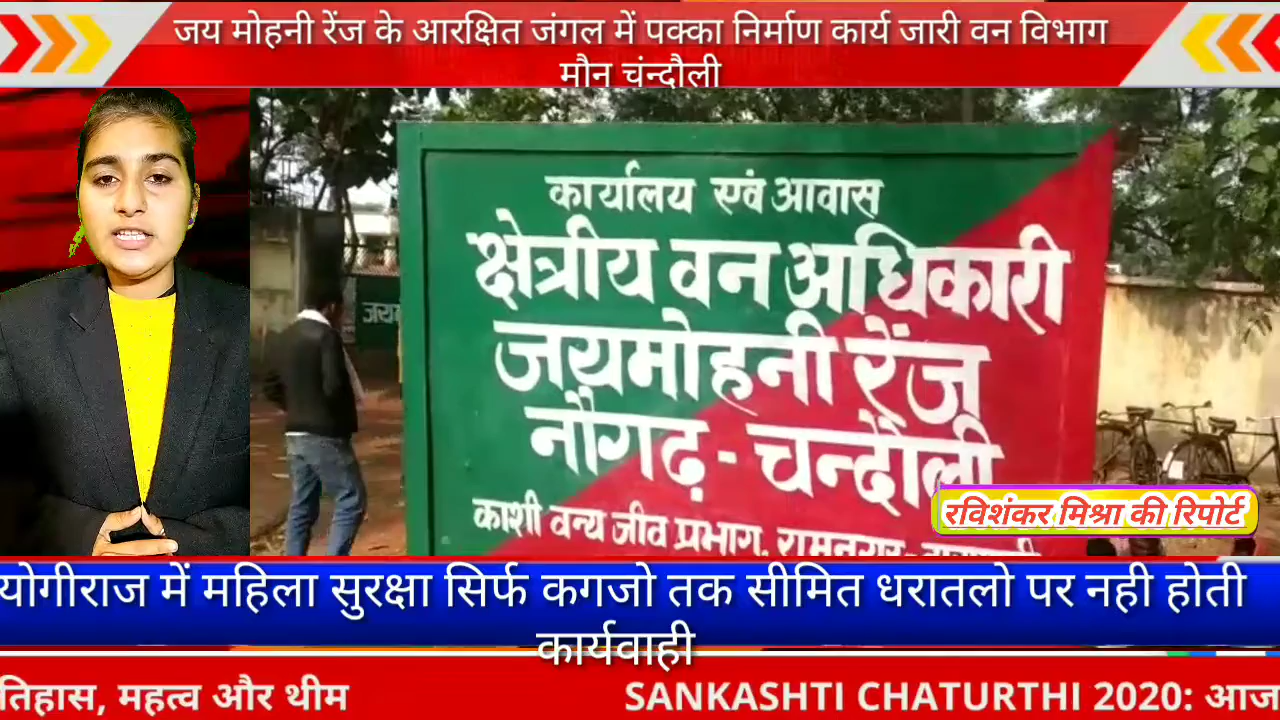 जय मोहनी रेंज के आरक्षित जंगल में पक्का निर्माण कार्य जारी वन विभाग
मौन चंन्दौली
कार्यालय एवं आवास
क्षेत्रीय वन अधिकारी
जयमोहनी रेंज
नौगढ़ - चन्दौली
काशी वन्य जीव प्रभाग, रामनगर-
रविशंकर मिश्रा की रिपोर्ट
योगीराज में महिला सुरक्षा सिर्फ कगजो तक सीमित धरातलो पर नही होती
कार्यवाही
तिहास, महत्व और थीम SANKASHTI CHATURTHI 2020: आज